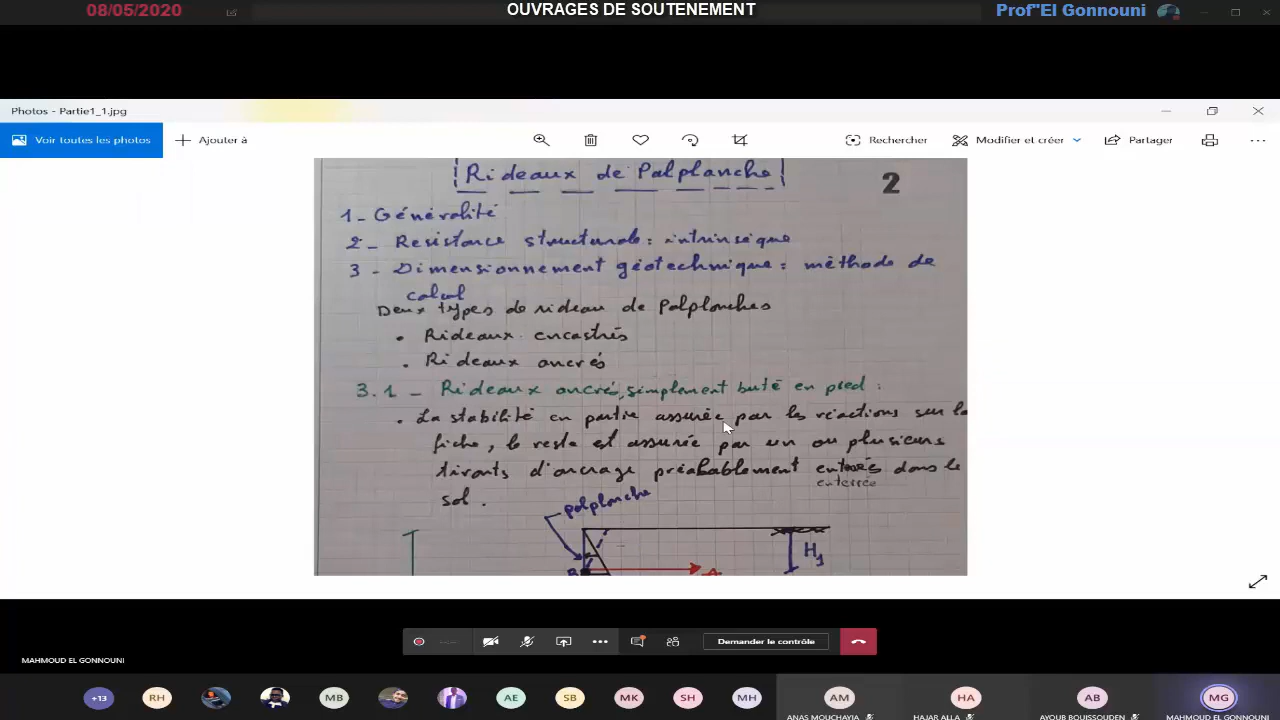 08/05/2020
OUVRAGES DE SOUTENEMENT
Prof"El Gonnouni
Photos - Partie1_1.jpg
Voir toutes les photos
Ajouter à
Rechercher
Modifier et créer
Partager
Rideaux de Palplanche
2
1- Généralité
2- Resistance structurale : intrinsèque
3 - Dimensionnement géotechnique : méthode de
calcul
Deux types de rideau de Palplanches
• Rideaux encastrés
• Rideaux ancrés
3.1 - Rideaux ancrés, simplement buté en pied :
• La stabilité en partie assurée par les réactions sur la
fiche, le reste est assurée par un ou plusieurs
tirants d'ancrage préalablement enterrés dans le
enterrée
sol .
palplanche
H1
B
A
Demander le contrôle
MAHMOUD EL GONNOUNI
+13
RH
MB
AE
SB
MK
SH
MH
AM
HA
AB
MG
ANAS MOUCHAYIA
HAJAR ALLA
AYOUB BOUISSOUDEN
MAHMOUD EL GONNOUNI